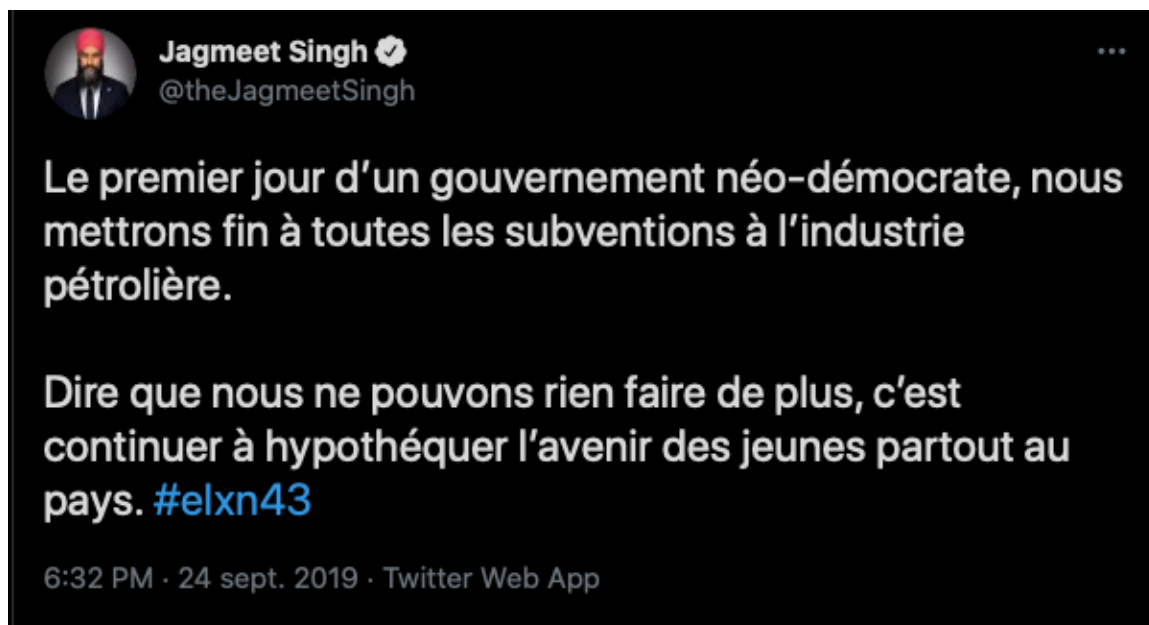 Jagmeet Singh
@theJagmeetSingh
Le premier jour d’un gouvernement néo-démocrate, nous
mettrons fin à toutes les subventions à l’industrie
pétrolière.
Dire que nous ne pouvons rien faire de plus, c’est
continuer à hypothéquer l’avenir des jeunes partout au
pays. #elxn43
6:32 PM · 24 sept. 2019 · Twitter Web App